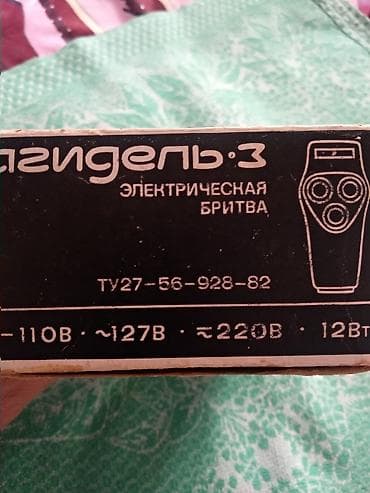 агидель·3
ЭЛЕКТРИЧЕСКАЯ
БРИТВА
ТУ27-56-928-82
-110В · ~127В · ≂220В · 12Вт